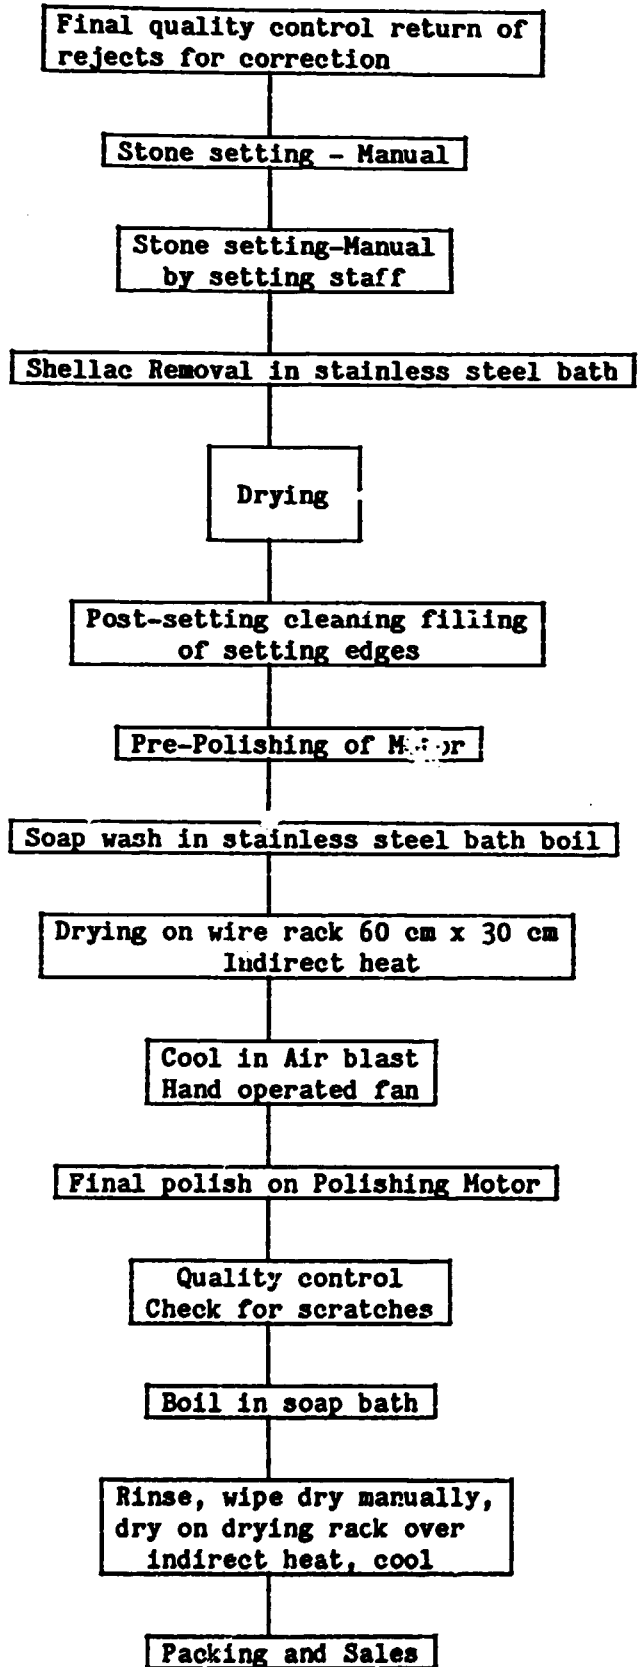 Final quality control return of
rejects for correction
Stone setting - Manual
Stone setting-Manual
by setting staff
Shellac Removal in stainless steel bath
Drying
Post-setting cleaning filling
of setting edges
Pre-Polishing of
Soap wash in stainless steel bath boil
Drying on wire rack 60 cm x 30 cm
Indirect heat
Cool in Air blast
Hand operated fan
Final polish on Polishing Motor
Quality control
Check for scratches
Boil in soap bath
Rinse, wipe dry manually,
dry on drying rack over
indirect heat, cool
Packing and Sales